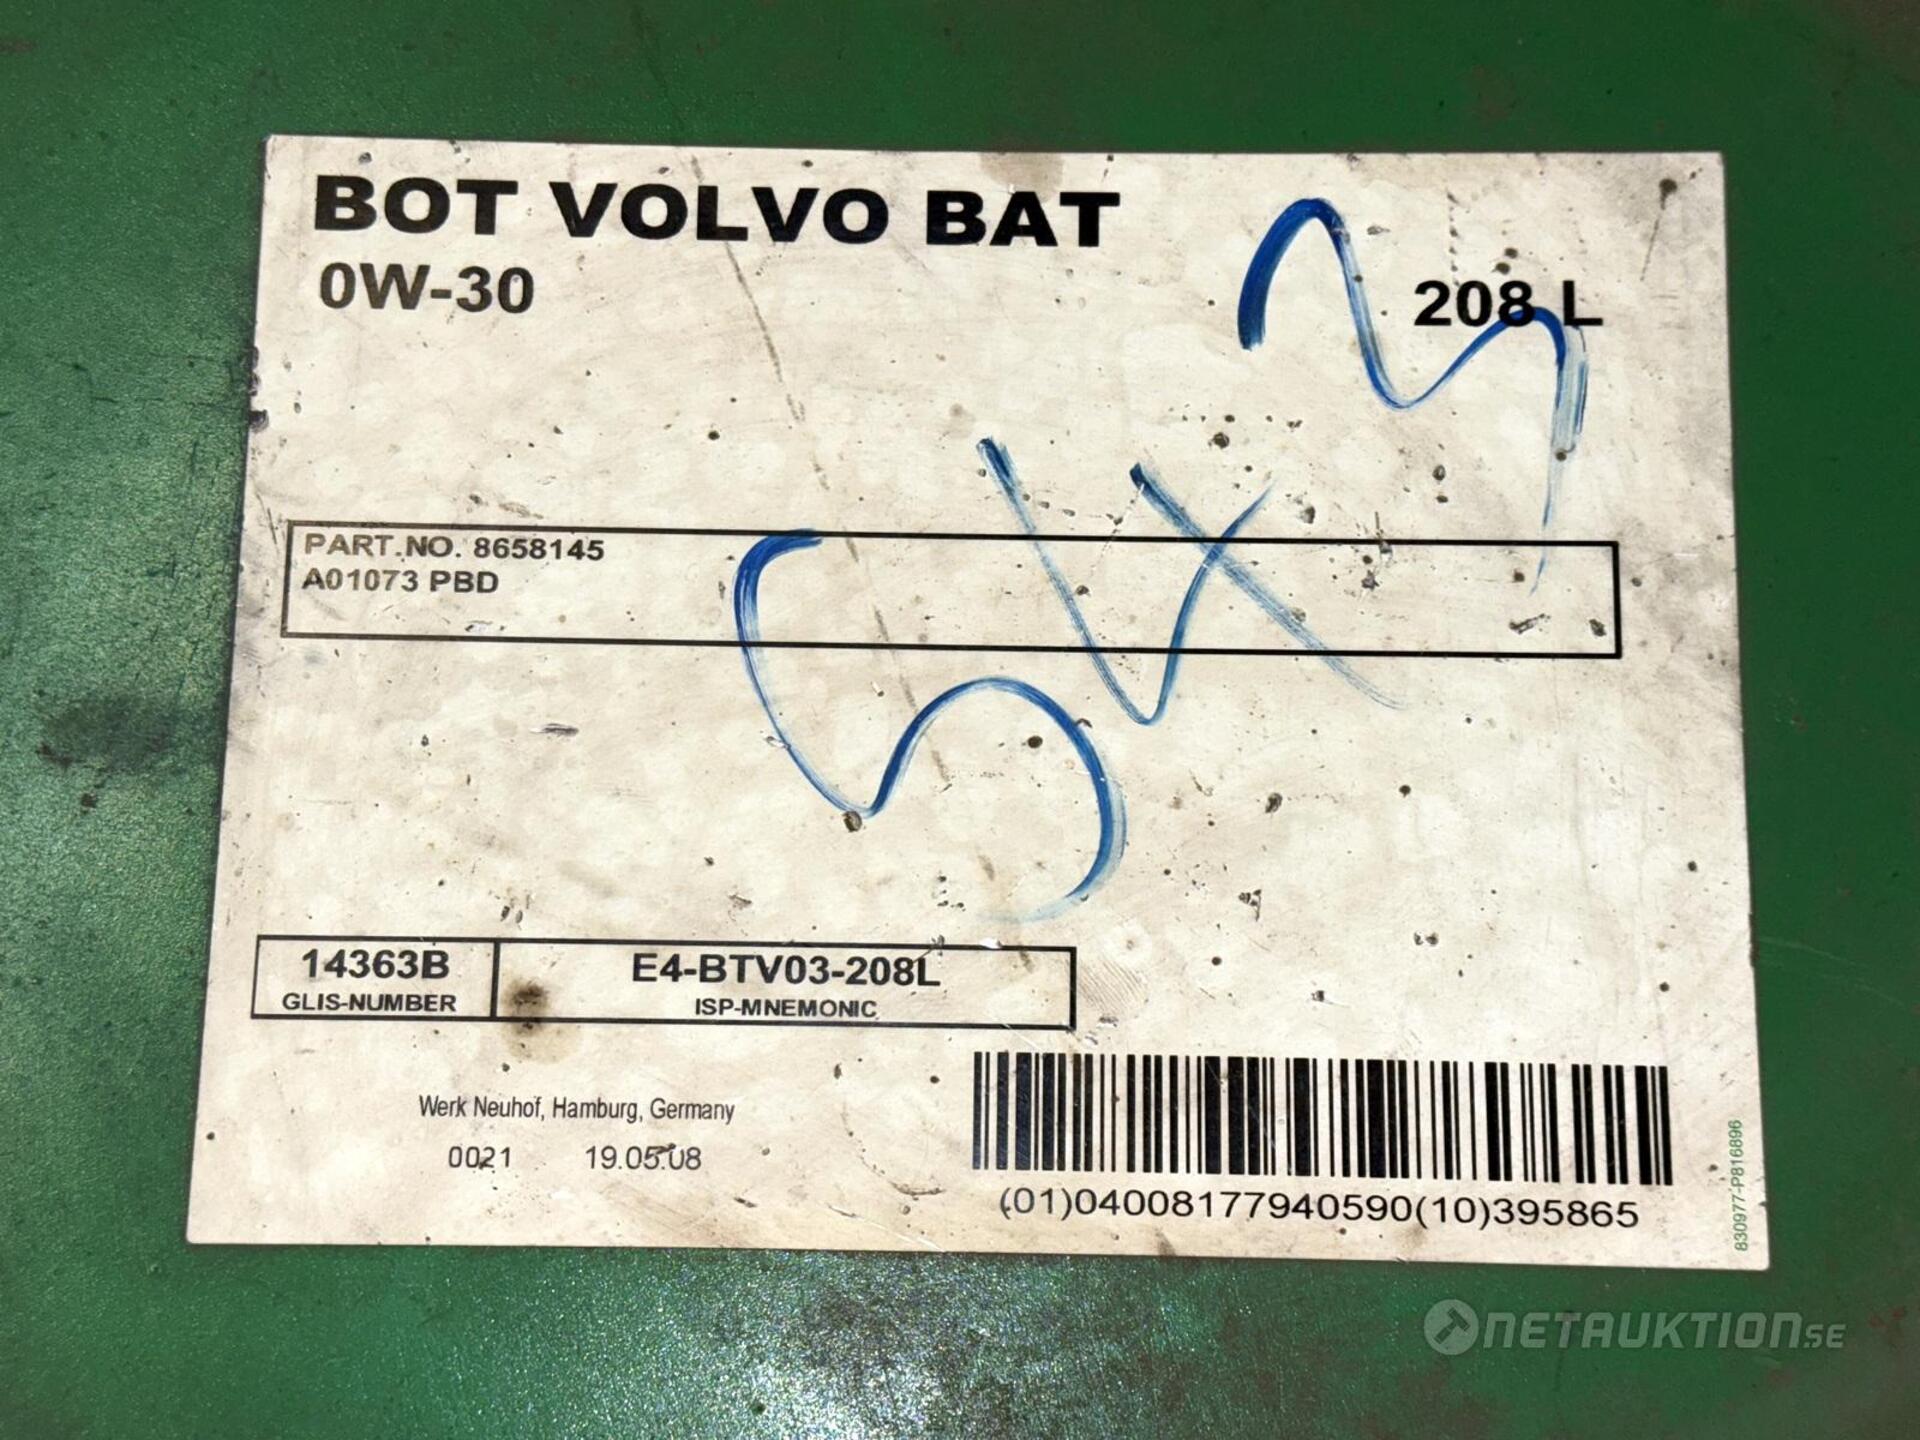 BOT VOLVO BAT
0W-30
208 L
PART.NO. 8658145
A01073 PBD
14363B
GLIS-NUMBER
E4-BTV03-208L
ISP-MNEMONIC
Werk Neuhof, Hamburg, Germany
0021 19.05.08
(01)04008177940590(10)395865
830977-P816896
NETAUKTION.SE